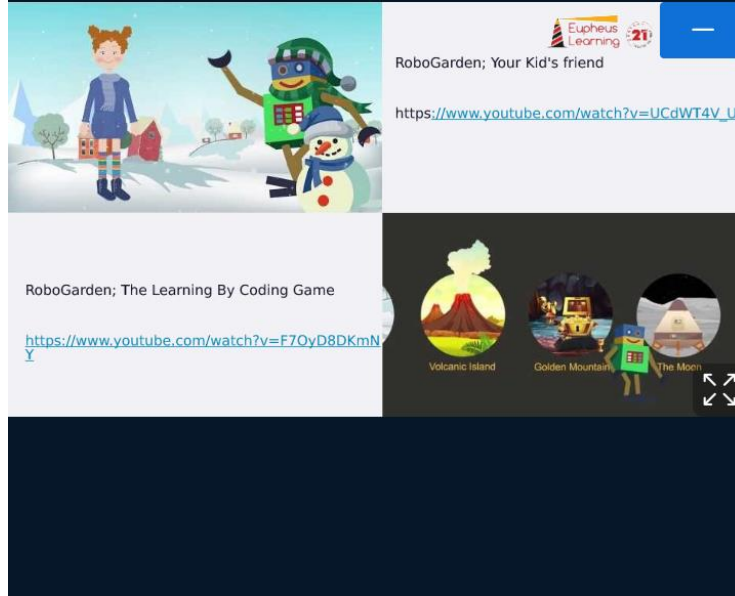 Eupheus
Learning
21
RoboGarden; Your Kid's friend
https://www.youtube.com/watch?v=UCdWT4V_U
RoboGarden; The Learning By Coding Game
https://www.youtube.com/watch?v=F7OyD8DKmN
Y
Volcanic Island
Golden Mountain
The Moon